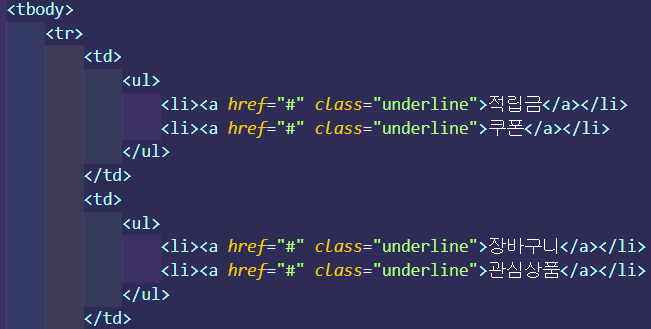 <tbody>
<tr>
<td>
<ul>
<li><a href="#" class="underline">적립금</a></li>
<li><a href="#" class="underline">쿠폰</a></li>
</ul>
</td>
<td>
<ul>
<li><a href="#" class="underline">장바구니</a></li>
<li><a href="#" class="underline">관심상품</a></li>
</ul>
</td>